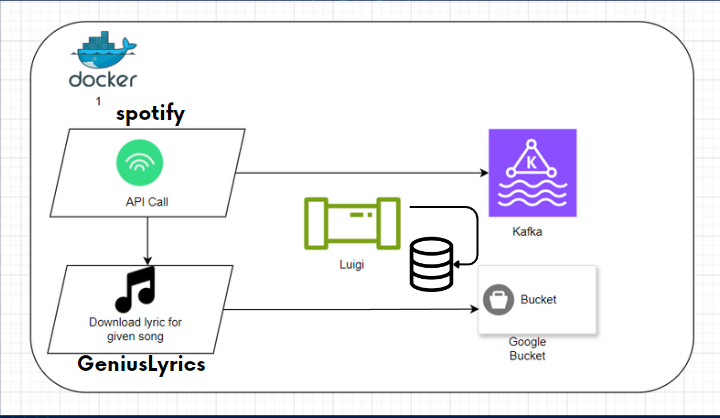 docker
1
spotify
API Call
K
Kafka
Luigi
Download lyric for
given song
Bucket
GeniusLyrics
Google
Bucket